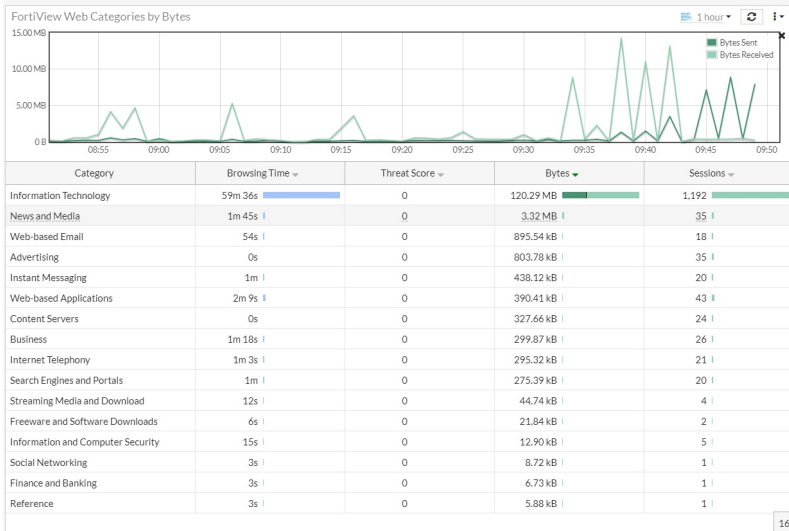 FortiView Web Categories by Bytes 1 hour
15.00 MB
Bytes Sent
Bytes Received
10.00 MB
5.00 MB
0 B
08:55 09:00 09:05 09:10 09:15 09:20 09:25 09:30 09:35 09:40 09:45 09:50
Category Browsing Time Threat Score Bytes Sessions
Information Technology 59m 36s 0 120.29 MB 1,192
News and Media 1m 45s 0 3.32 MB 35
Web-based Email 54s 0 895.54 kB 18
Advertising 0s 0 803.78 kB 35
Instant Messaging 1m 0 438.12 kB 20
Web-based Applications 2m 9s 0 390.41 kB 43
Content Servers 0s 0 327.66 kB 24
Business 1m 18s 0 299.87 kB 26
Internet Telephony 1m 3s 0 295.32 kB 21
Search Engines and Portals 1m 0 275.39 kB 20
Streaming Media and Download 12s 0 44.74 kB 4
Freeware and Software Downloads 6s 0 21.84 kB 2
Information and Computer Security 15s 0 12.90 kB 5
Social Networking 3s 0 8.72 kB 1
Finance and Banking 3s 0 6.73 kB 1
Reference 3s 0 5.88 kB 1
16